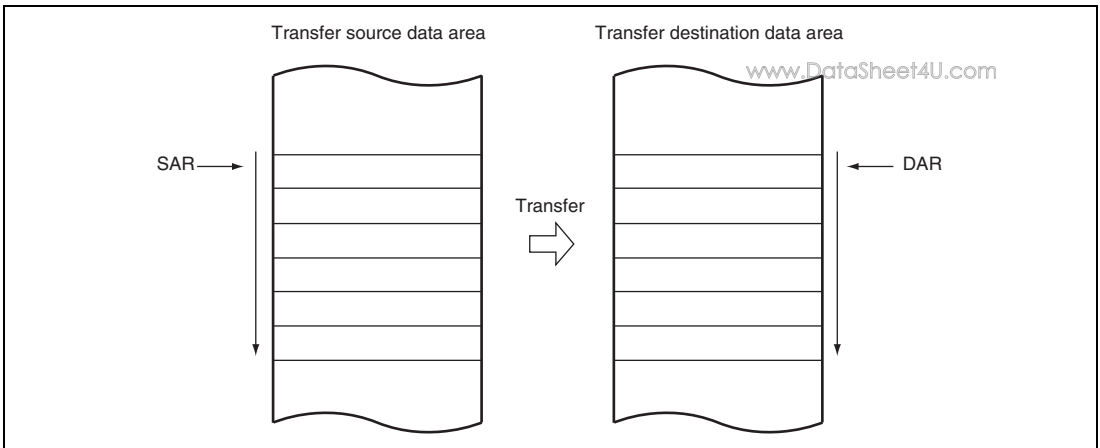 Transfer source data area
Transfer destination data area
www.DataSheet4U.com
SAR
DAR
Transfer